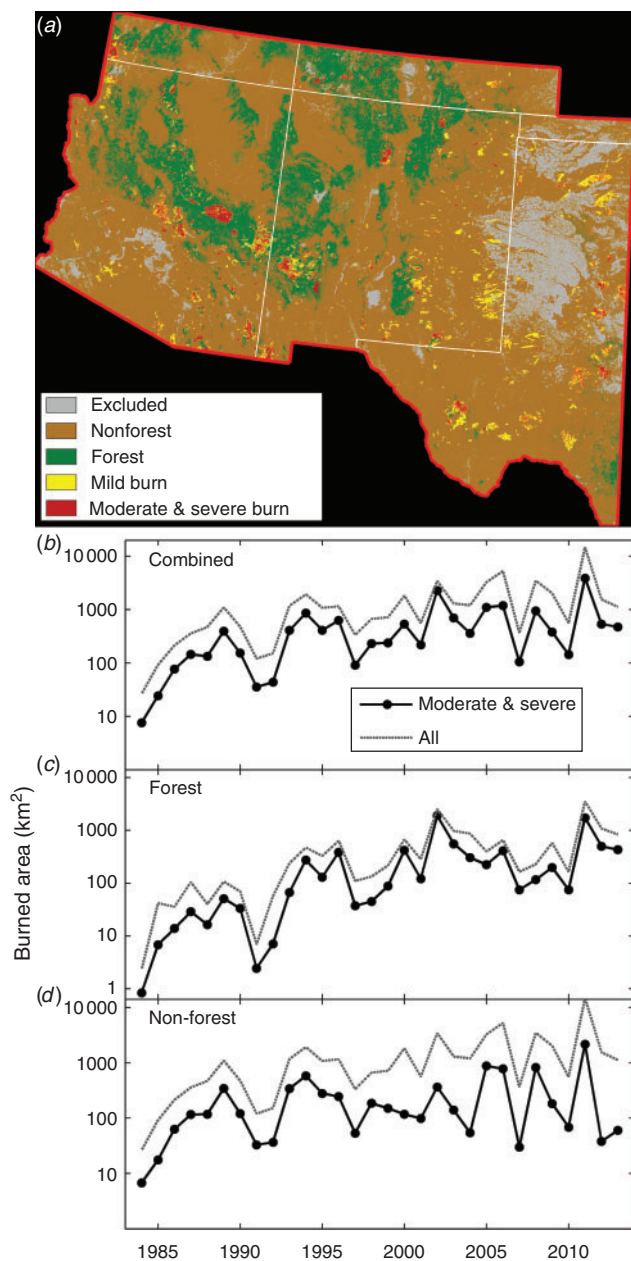 (a)
Excluded
Nonforest
Forest
Mild burn
Moderate & severe burn
(b)
Combined
10 000
1000
100
10
Moderate & severe
All
(c)
Forest
10 000
1000
100
10
1
Burned area (km²)
(d)
Non-forest
10 000
1000
100
10
1985 1990 1995 2000 2005 2010